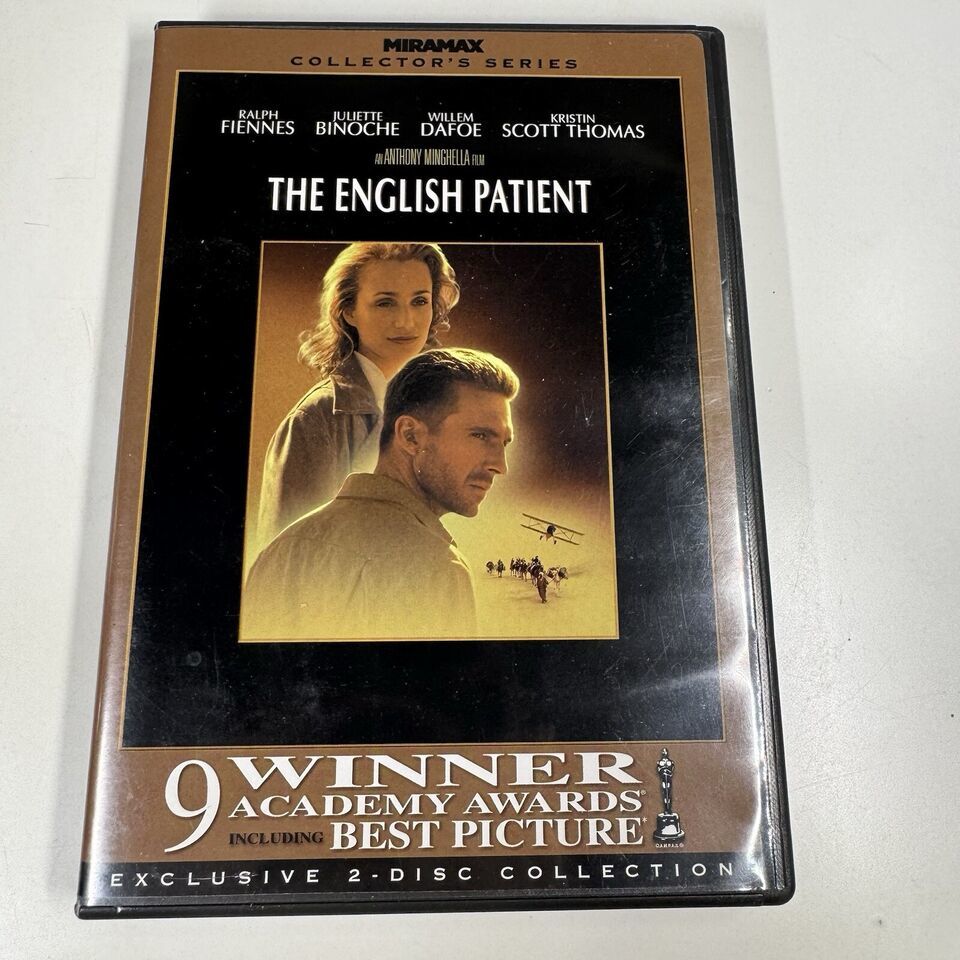 MIRAMAX
COLLECTOR'S SERIES
RALPH FIENNES JULIETTE BINOCHE WILLEM DAFOE KRISTIN SCOTT THOMAS
AN ANTHONY MINGHELLA FILM
THE ENGLISH PATIENT
9 WINNER
ACADEMY AWARDS®
INCLUDING BEST PICTURE*
©A.M.P.A.S.®
EXCLUSIVE 2-DISC COLLECTION